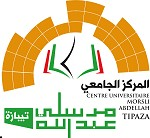 المركز الجامعي
CENTRE UNIVERSITAIRE
MORSLI
ABDELLAH
TIPAZA
مرسلي
عبد الله
تيبازة